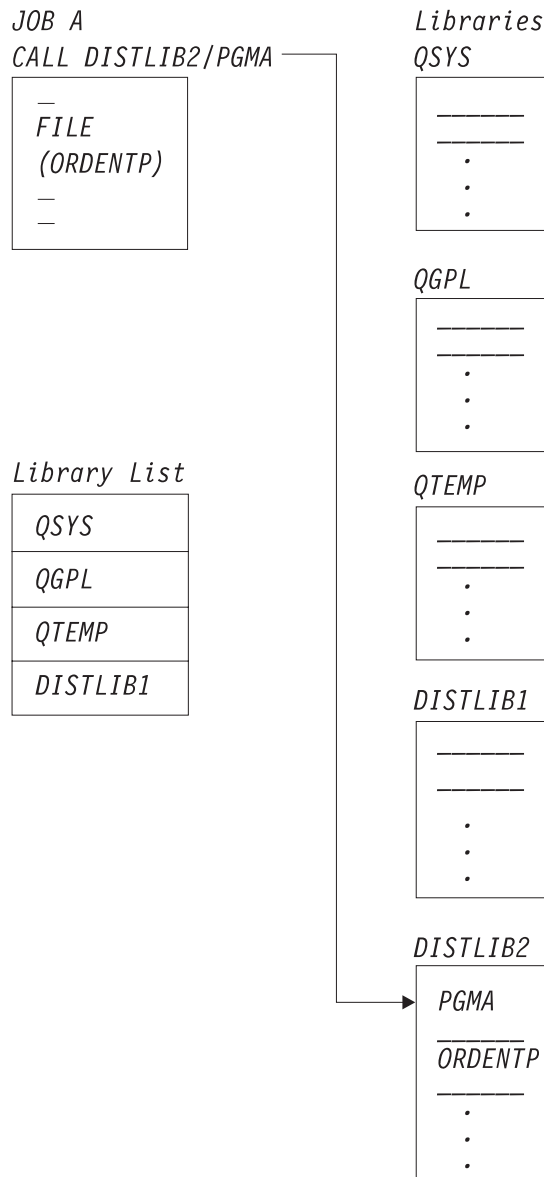 JOB A
CALL DISTLIB2/PGMA
FILE
(ORDENTP)
Library List
QSYS
QGPL
QTEMP
DISTLIB1
Libraries
QSYS
QGPL
QTEMP
DISTLIB1
DISTLIB2
PGMA
ORDENTP